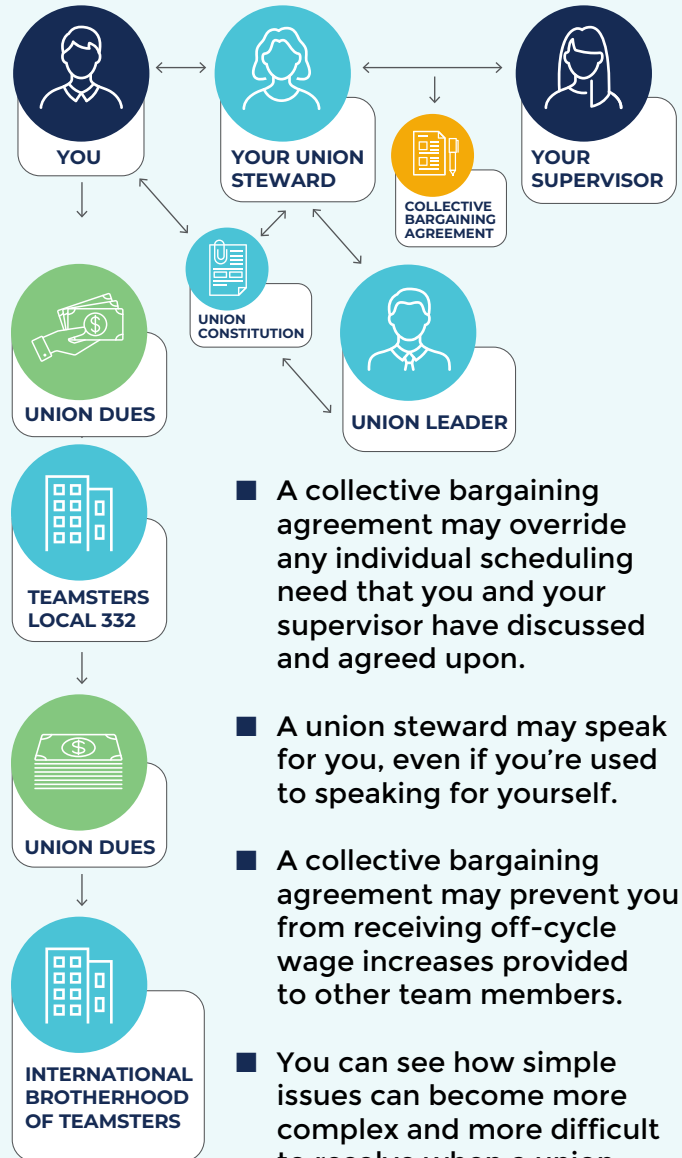 YOU
YOUR UNION
STEWARD
YOUR
SUPERVISOR
COLLECTIVE
BARGAINING
AGREEMENT
UNION
CONSTITUTION
UNION LEADER
$
UNION DUES
TEAMSTERS
LOCAL 332
$
UNION DUES
INTERNATIONAL
BROTHERHOOD
OF TEAMSTERS
■ A collective bargaining
agreement may override
any individual scheduling
need that you and your
supervisor have discussed
and agreed upon.
■ A union steward may speak
for you, even if you’re used
to speaking for yourself.
■ A collective bargaining
agreement may prevent you
from receiving off-cycle
wage increases provided
to other team members.
■ You can see how simple
issues can become more
complex and more difficult
to resolve when a union